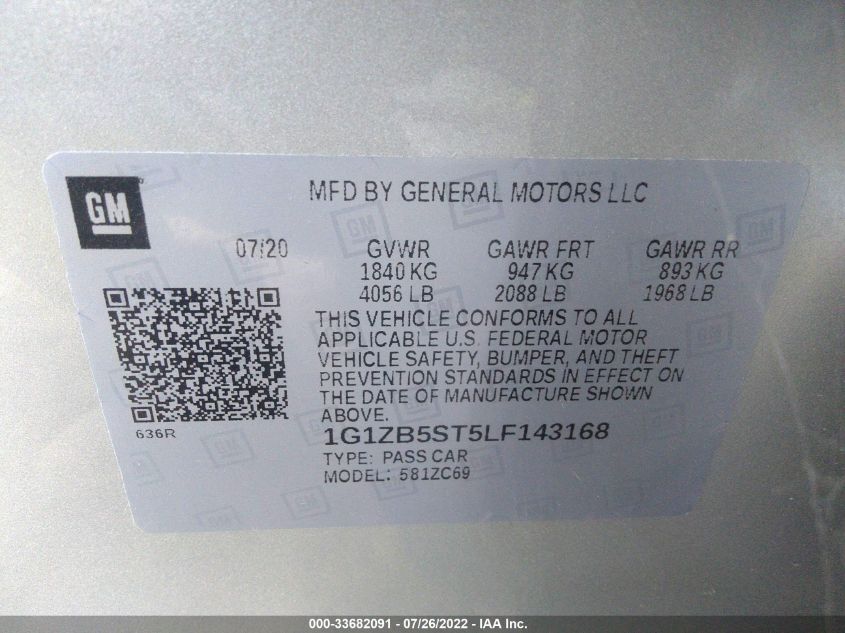 GM
MFD BY GENERAL MOTORS LLC
07/20 GVWR GAWR FRT GAWR RR
1840 KG 947 KG 893 KG
4056 LB 2088 LB 1968 LB
THIS VEHICLE CONFORMS TO ALL
APPLICABLE U.S. FEDERAL MOTOR
VEHICLE SAFETY, BUMPER, AND THEFT
PREVENTION STANDARDS IN EFFECT ON
THE DATE OF MANUFACTURE SHOWN
ABOVE.
636R
1G1ZB5ST5LF143168
TYPE: PASS CAR
MODEL: 581ZC69
000-33682091 - 07/26/2022 - IAA Inc.